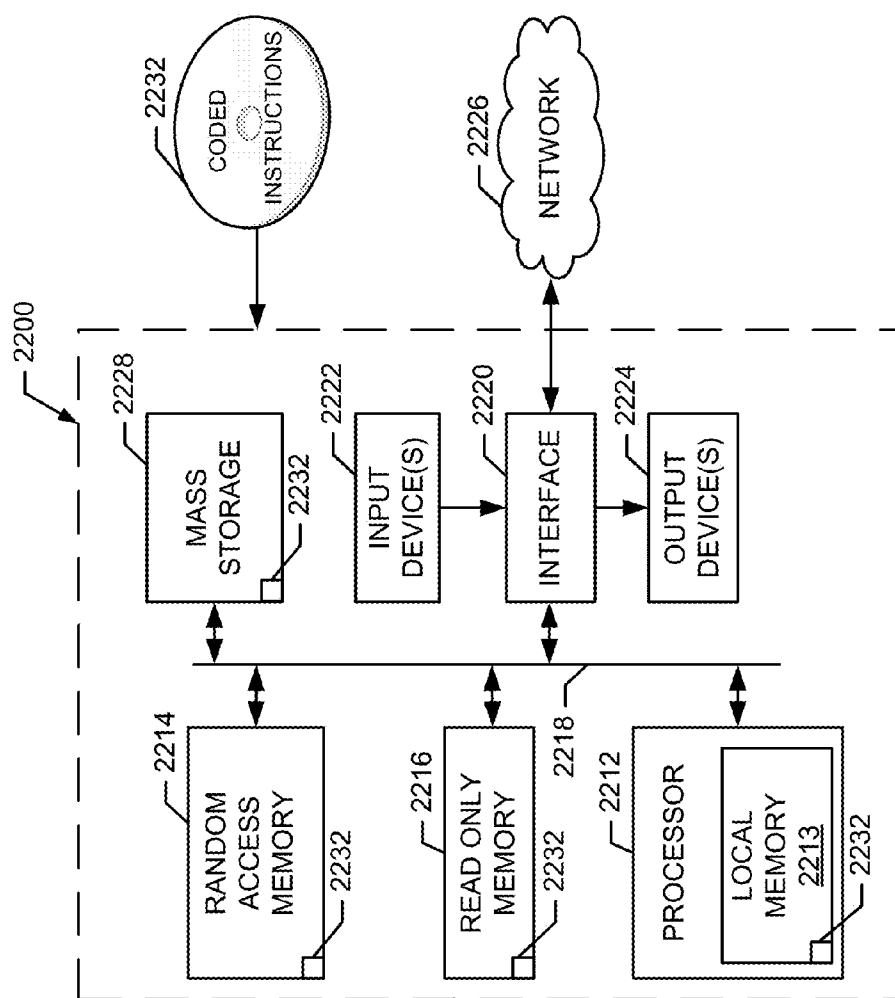 2200
2214
RANDOM
ACCESS
MEMORY
2232
2228
MASS
STORAGE
2232
2232
CODED
INSTRUCTIONS
2216
READ ONLY
MEMORY
2232
2222
INPUT
DEVICE(S)
2220
INTERFACE
2226
NETWORK
2218
2212
PROCESSOR
LOCAL
MEMORY
2213
2232
2224
OUTPUT
DEVICE(S)